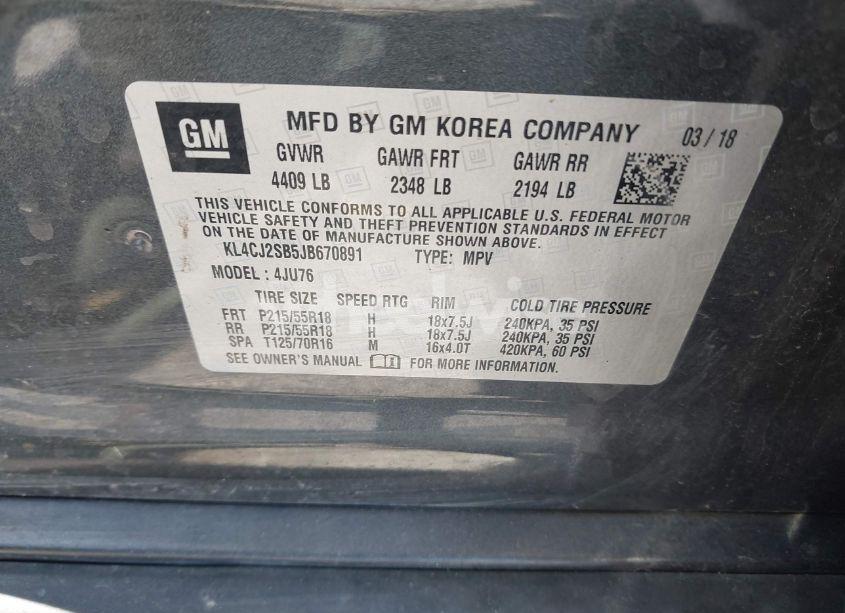 GM
MFD BY GM KOREA COMPANY 03 / 18
GVWR GAWR FRT GAWR RR
4409 LB 2348 LB 2194 LB
THIS VEHICLE CONFORMS TO ALL APPLICABLE U.S. FEDERAL MOTOR
VEHICLE SAFETY AND THEFT PREVENTION STANDARDS IN EFFECT
ON THE DATE OF MANUFACTURE SHOWN ABOVE.
KL4CJ2SB5JB670891 TYPE: MPV
MODEL : 4JU76
TIRE SIZE SPEED RTG RIM COLD TIRE PRESSURE
FRT P215/55R18 H 18x7.5J 240KPA, 35 PSI
RR P215/55R18 H 18x7.5J 240KPA, 35 PSI
SPA T125/70R16 M 16x4.0T 420KPA, 60 PSI
SEE OWNER'S MANUAL FOR MORE INFORMATION.